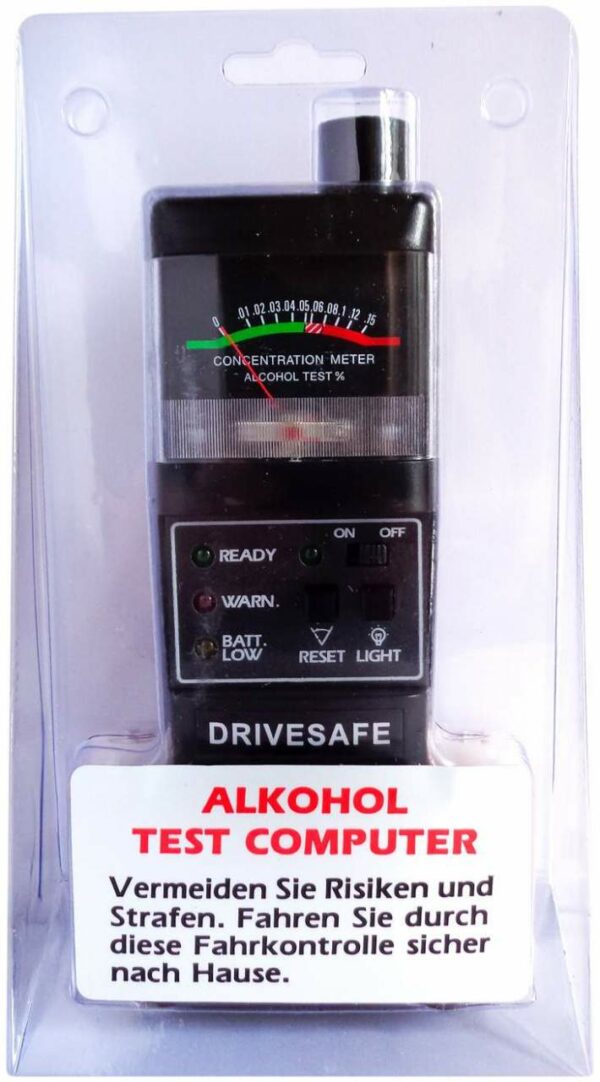 0 .01 .02 .03 .04 .05 .06 .08 .1 .12 .15
CONCENTRATION METER
ALCOHOL TEST %
ON OFF
READY
WARN.
BATT.
LOW
RESET LIGHT
DRIVESAFE
ALKOHOL
TEST COMPUTER
Vermeiden Sie Risiken und
Strafen. Fahren Sie durch
diese Fahrkontrolle sicher
nach Hause.